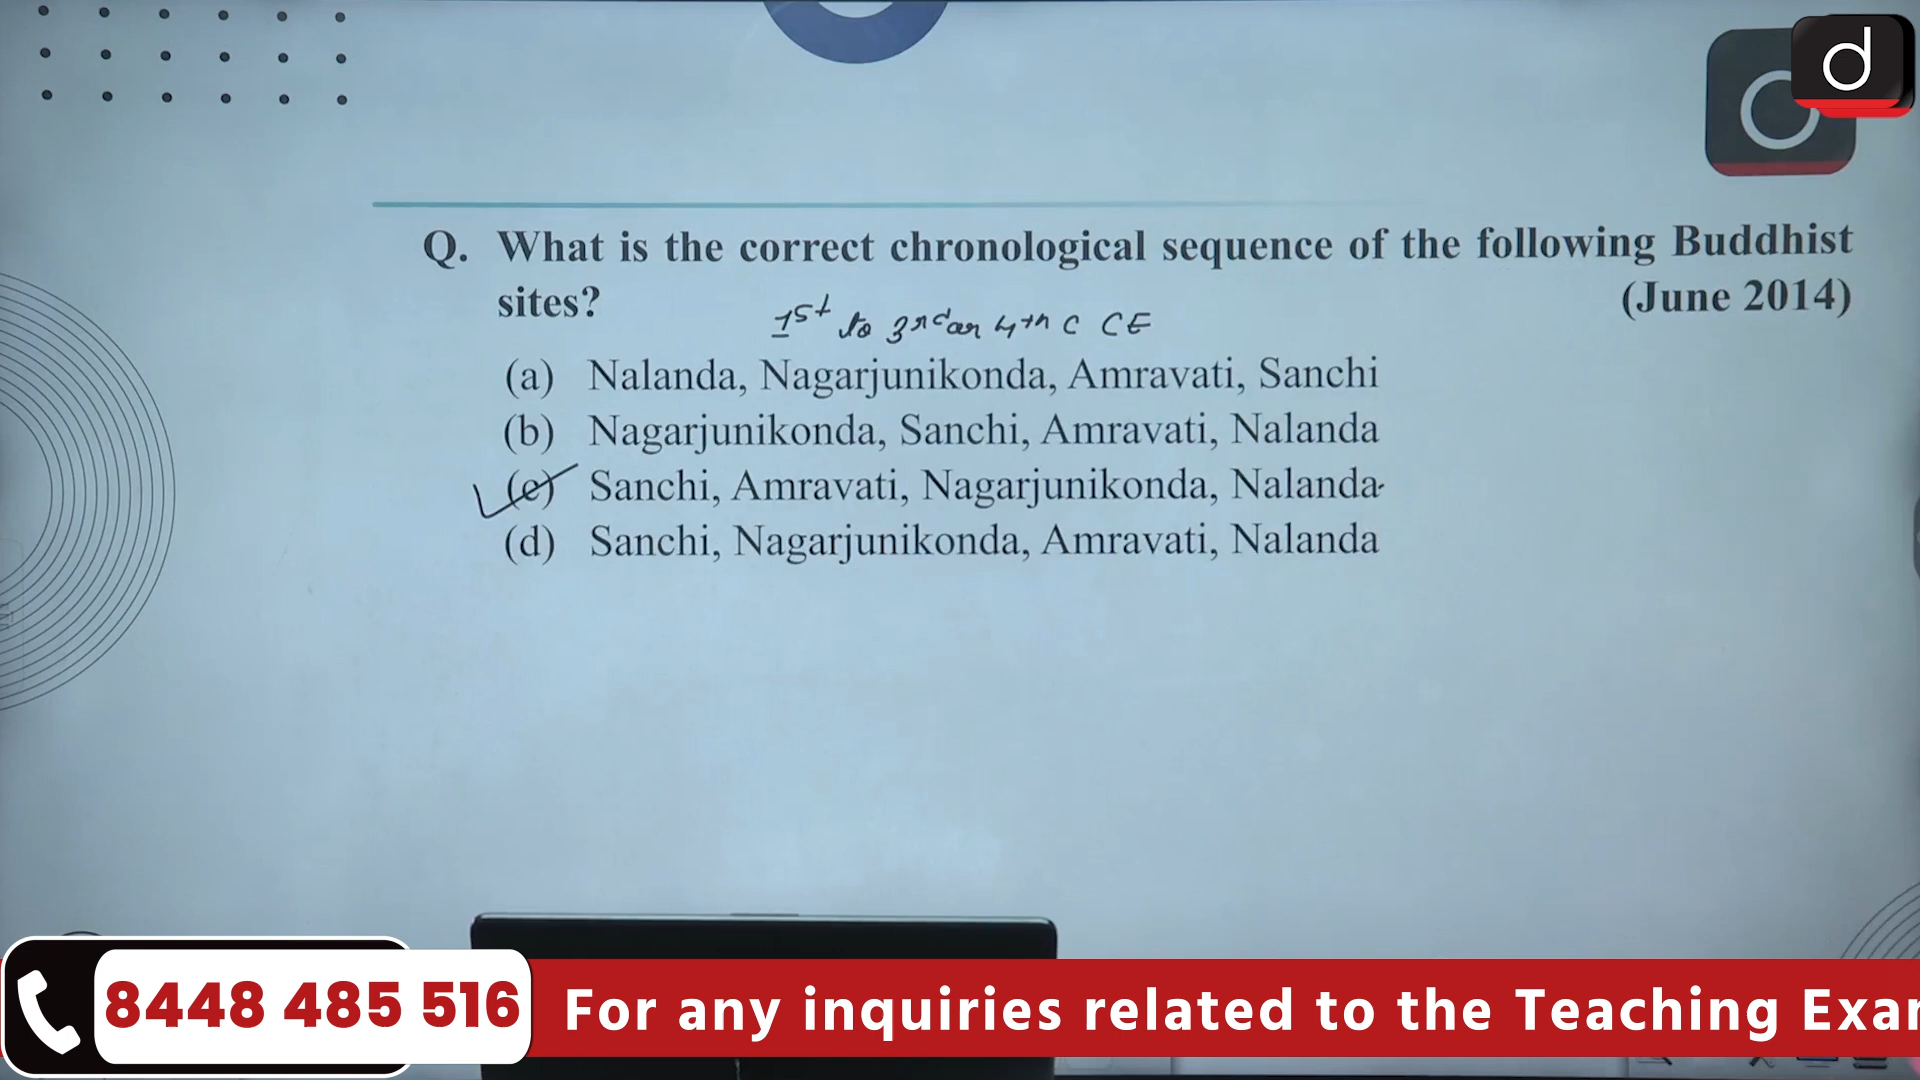 d
Q. What is the correct chronological sequence of the following Buddhist
sites? (June 2014)
1st to 3rd or 4th C CE
(a) Nalanda, Nagarjunikonda, Amravati, Sanchi
(b) Nagarjunikonda, Sanchi, Amravati, Nalanda
(c) Sanchi, Amravati, Nagarjunikonda, Nalanda
(d) Sanchi, Nagarjunikonda, Amravati, Nalanda
8448 485 516 For any inquiries related to the Teaching Exa